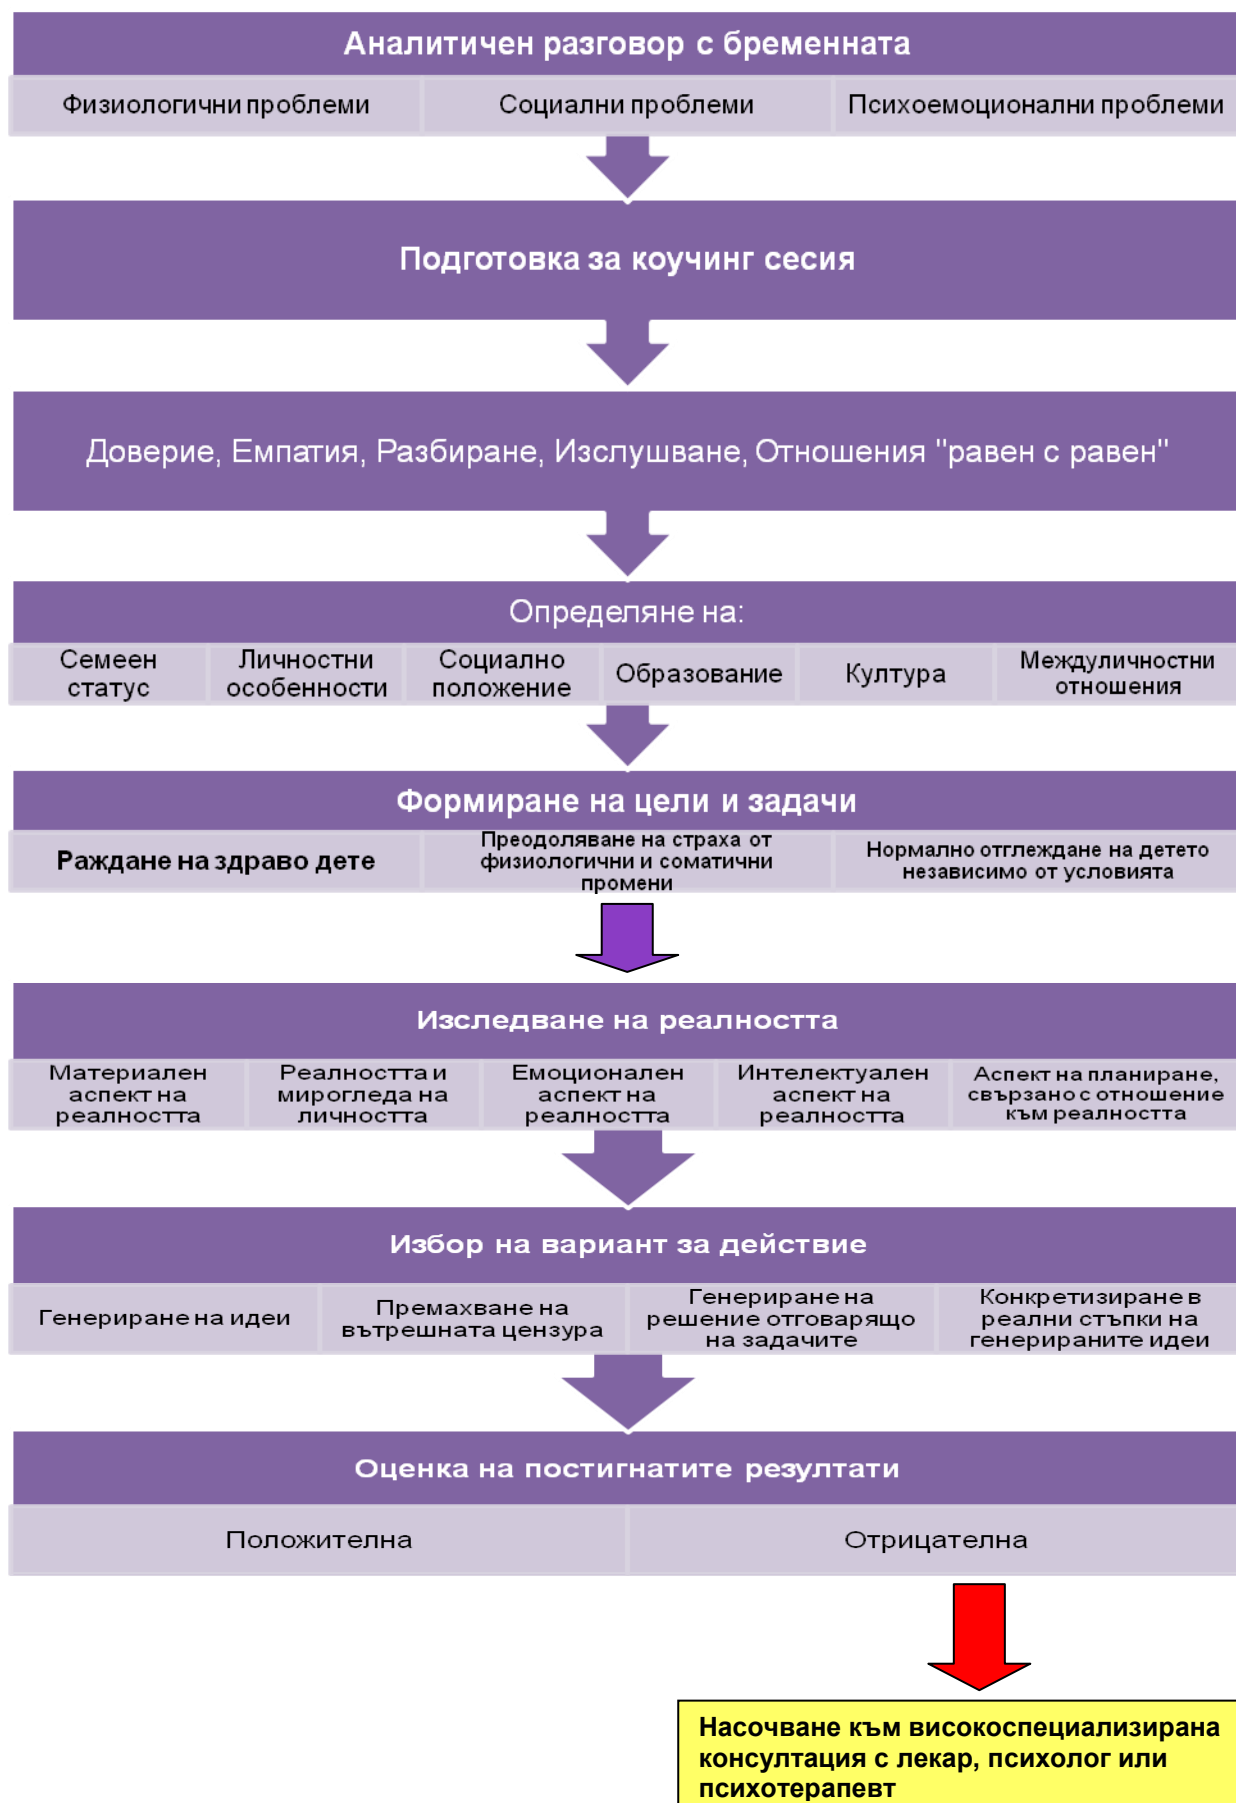 Аналитичен разговор с бременната
Физиологични проблеми
Социални проблеми
Психоемоционални проблеми
Подготовка за коучинг сесия
Доверие, Емпатия, Разбиране, Изслушване, Отношения "равен с равен"
Определяне на:
Семеен
статус
Личностни
особенности
Социално
положение
Образование
Култура
Междуличностни
отношения
Формиране на цели и задачи
Раждане на здраво дете
Преодоляване на страха от
физиологични и соматични
промени
Нормално отглеждане на детето
независимо от условията
Изследване на реалността
Материален
аспект на
реалността
Реалността и
мирогледа на
личността
Емоционален
аспект на
реалността
Интелектуален
аспект на
реалността
Аспект на планиране,
свързано с отношение
към реалността
Избор на вариант за действие
Генериране на идеи
Премахване на
вътрешната цензура
Генериране на
решение отговарящо
на задачите
Конкретизиране в
реални стъпки на
генерираните идеи
Оценка на постигнатите резултати
Положителна
Отрицателна
Насочване към високоспециализирана
консултация с лекар, психолог или
психотерапевт